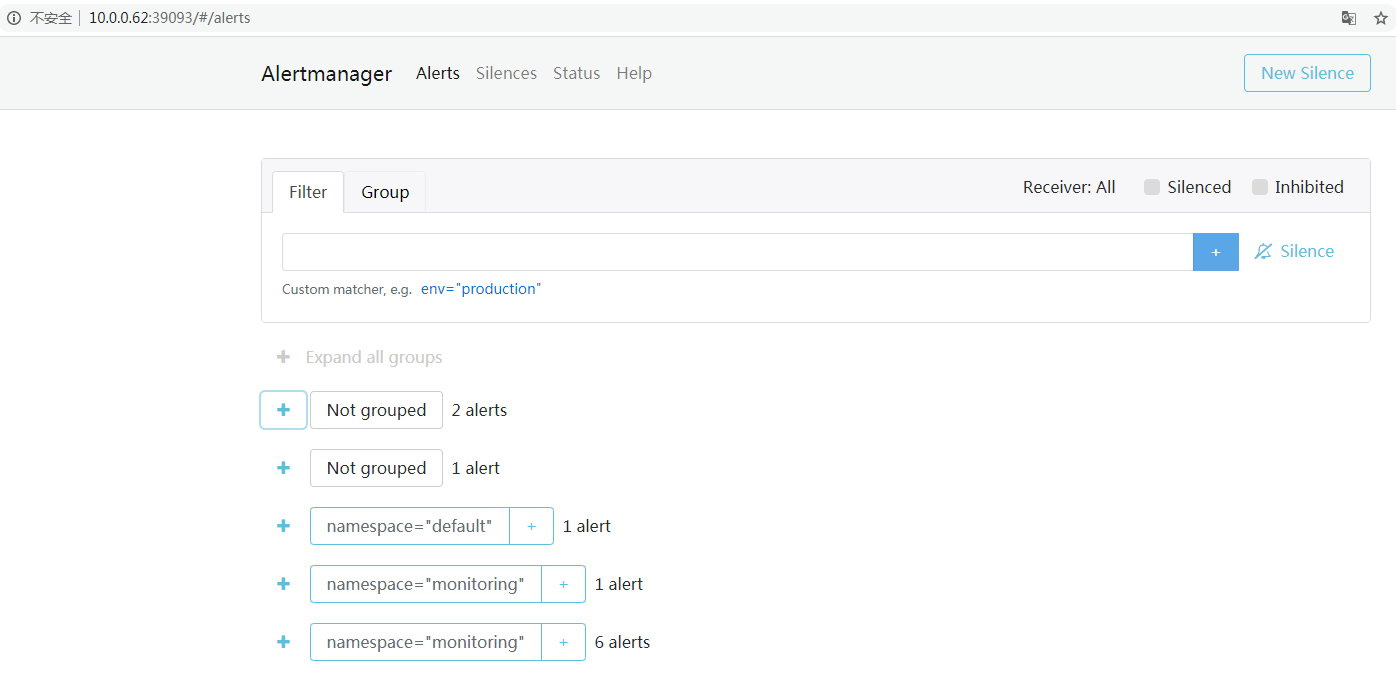 不安全 10.0.0.62:39093/#/alerts
Alertmanager Alerts Silences Status Help New Silence
Filter Group Receiver: All Silenced Inhibited
+ Silence
Custom matcher, e.g. env="production"
+ Expand all groups
+ Not grouped 2 alerts
+ Not grouped 1 alert
+ namespace="default" + 1 alert
+ namespace="monitoring" + 1 alert
+ namespace="monitoring" + 6 alerts